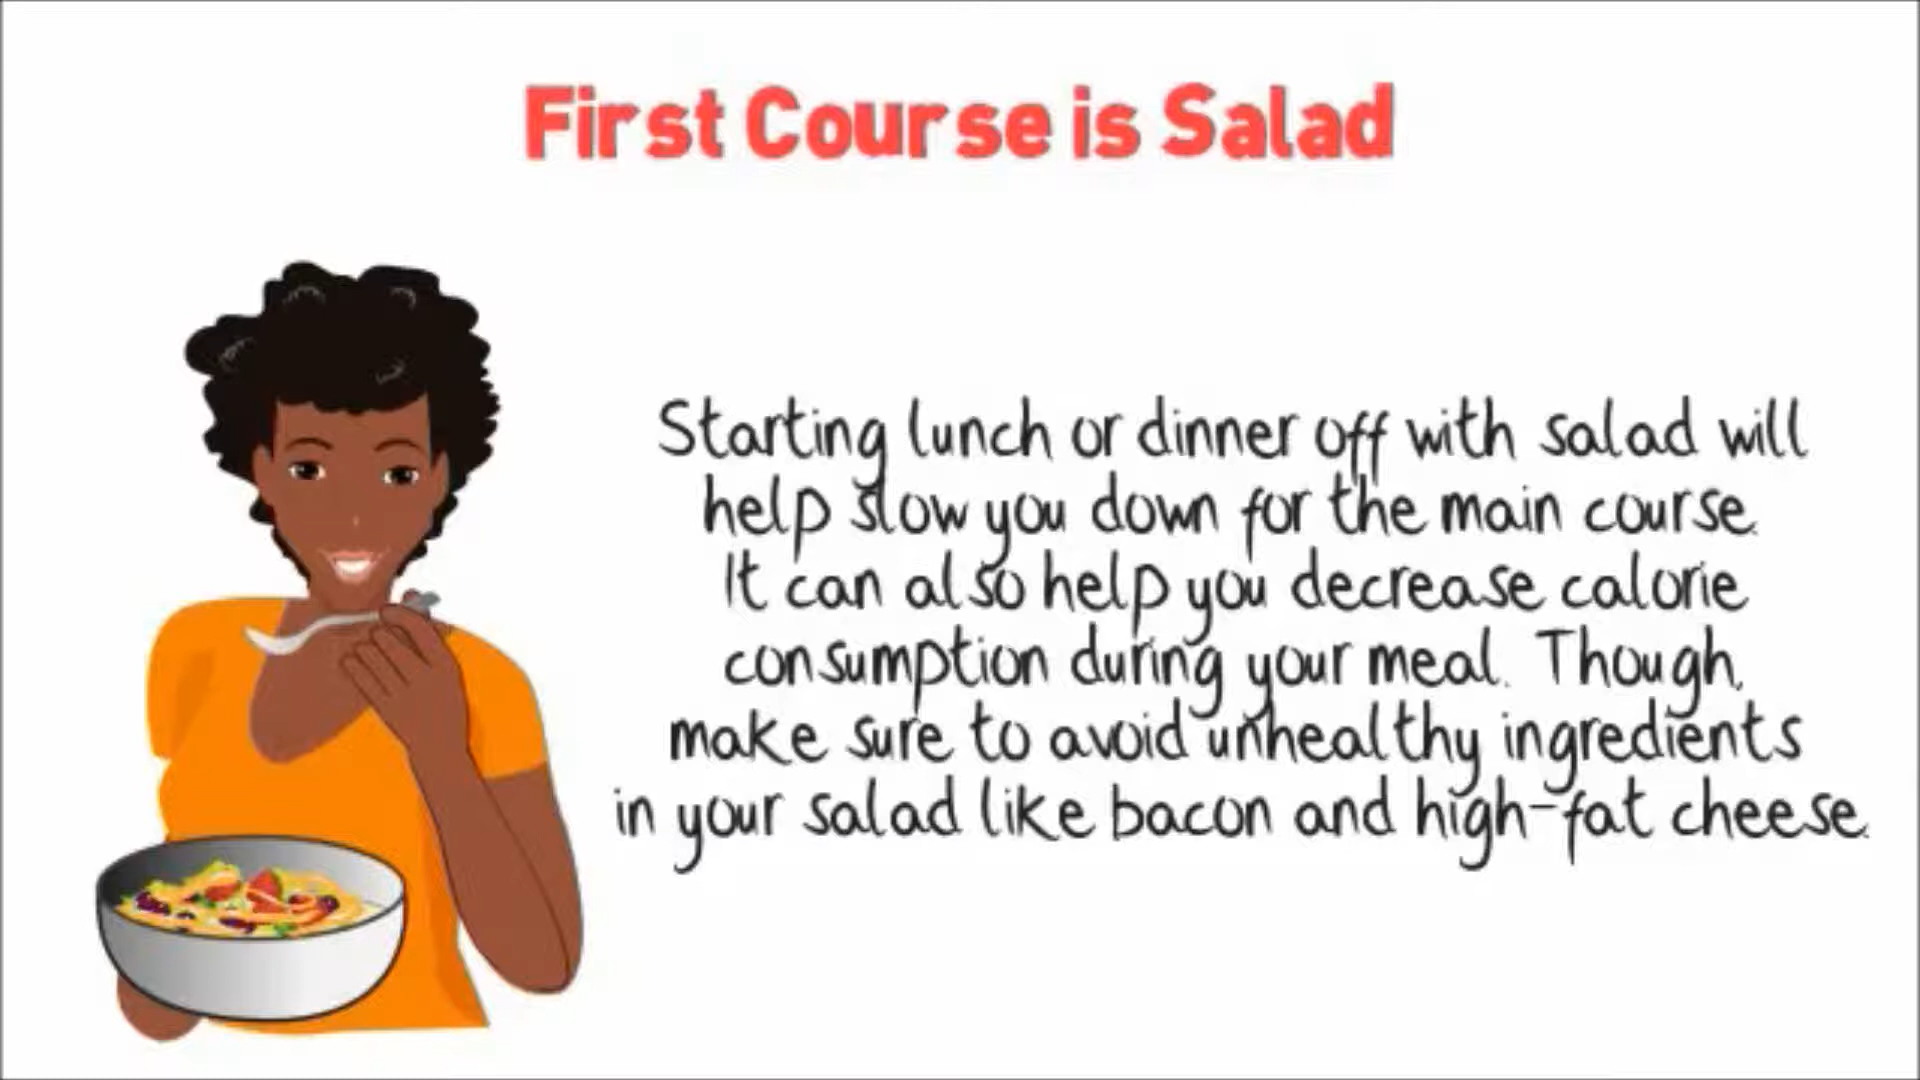 First Course is Salad
Starting lunch or dinner off with salad will
help slow you down for the main course.
It can also help you decrease calorie
consumption during your meal. Though,
make sure to avoid unhealthy ingredients
in your salad like bacon and high-fat cheese.